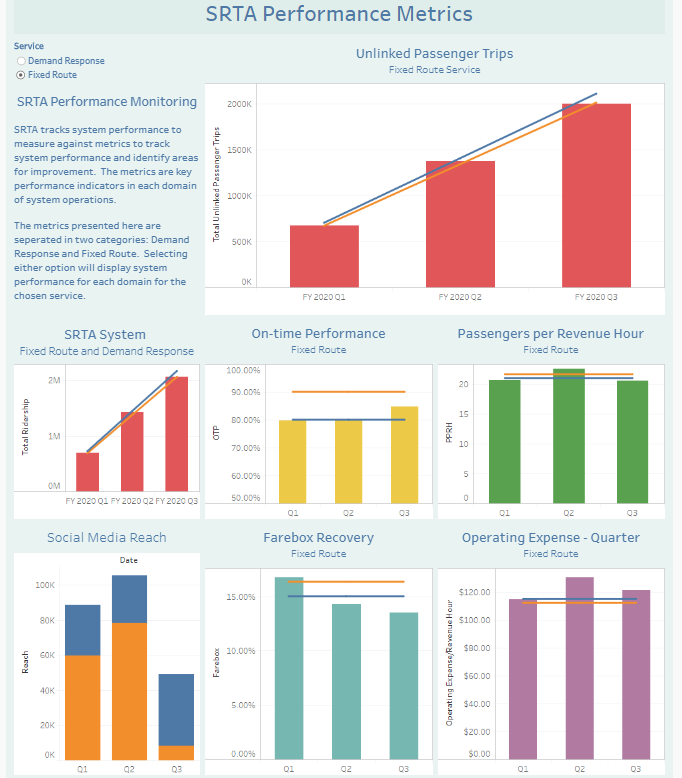 SRTA Performance Metrics
Service
Demand Response
Fixed Route
SRTA Performance Monitoring
SRTA tracks system performance to
measure against metrics to track
system performance and identify areas
for improvement. The metrics are key
performance indicators in each domain
of system operations.
The metrics presented here are
seperated in two categories: Demand
Response and Fixed Route. Selecting
either option will display system
performance for each domain for the
chosen service.
Unlinked Passenger Trips
Fixed Route Service
Total Unlinked Passenger Trips
2000K
1500K
1000K
500K
0K
FY 2020 Q1 FY 2020 Q2 FY 2020 Q3
SRTA System
Fixed Route and Demand Response
Total Ridership
2M
1M
0M
FY 2020 Q1 FY 2020 Q2 FY 2020 Q3
On-time Performance
Fixed Route
OTP
100.00%
90.00%
80.00%
70.00%
60.00%
50.00%
Q1 Q2 Q3
Passengers per Revenue Hour
Fixed Route
PPRH
20
15
10
5
0
Q1 Q2 Q3
Social Media Reach
Date
Reach
100K
80K
60K
40K
20K
0K
Q1 Q2 Q3
Farebox Recovery
Fixed Route
Farebox
15.00%
10.00%
5.00%
0.00%
Q1 Q2 Q3
Operating Expense - Quarter
Fixed Route
Operating Expense/Revenue Hour
$120.00
$100.00
$80.00
$60.00
$40.00
$20.00
$0.00
Q1 Q2 Q3